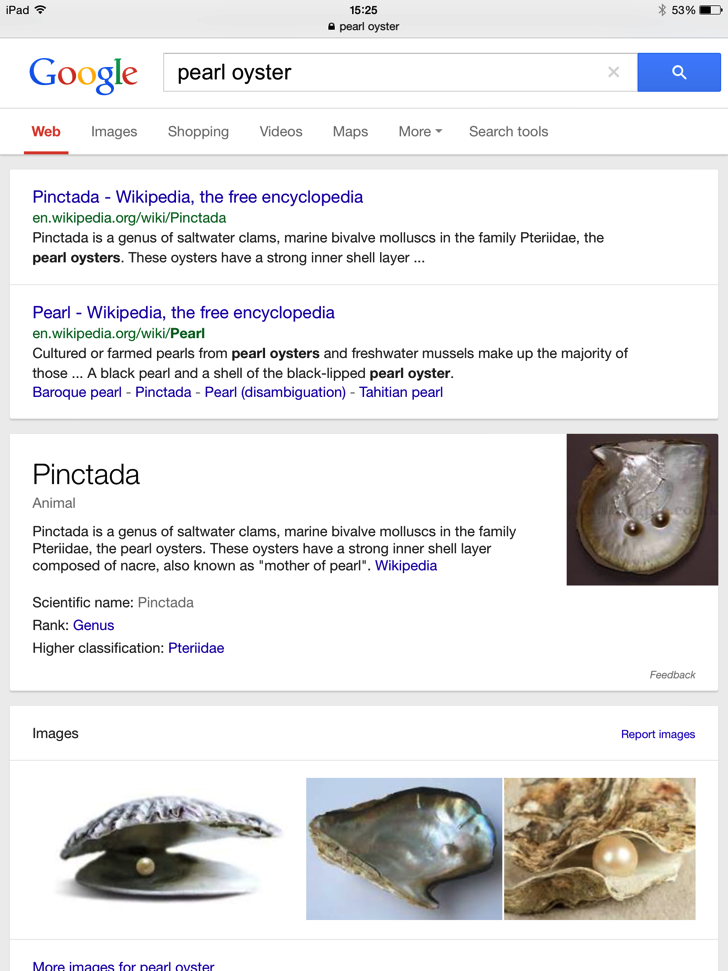 iPad 15:25 53%
pearl oyster
Google pearl oyster
Web Images Shopping Videos Maps More Search tools
Pinctada - Wikipedia, the free encyclopedia
en.wikipedia.org/wiki/Pinctada
Pinctada is a genus of saltwater clams, marine bivalve molluscs in the family Pteriidae, the
pearl oysters. These oysters have a strong inner shell layer ...
Pearl - Wikipedia, the free encyclopedia
en.wikipedia.org/wiki/Pearl
Cultured or farmed pearls from pearl oysters and freshwater mussels make up the majority of
those ... A black pearl and a shell of the black-lipped pearl oyster.
Baroque pearl - Pinctada - Pearl (disambiguation) - Tahitian pearl
Pinctada
Animal
Pinctada is a genus of saltwater clams, marine bivalve molluscs in the family
Pteriidae, the pearl oysters. These oysters have a strong inner shell layer
composed of nacre, also known as "mother of pearl". Wikipedia
Scientific name: Pinctada
Rank: Genus
Higher classification: Pteriidae
Feedback
Images Report images
More images for pearl oyster